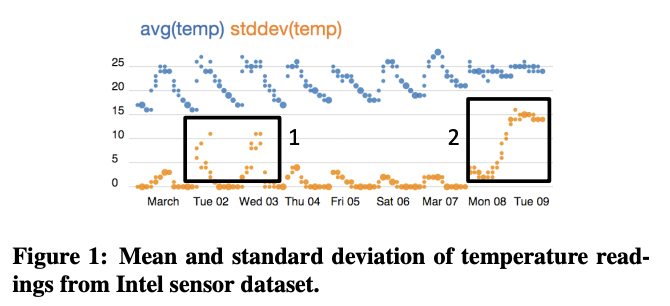 avg(temp) stddev(temp)
25
20
15
10
5
0
1
2
March Tue 02 Wed 03 Thu 04 Fri 05 Sat 06 Mar 07 Mon 08 Tue 09
Figure 1: Mean and standard deviation of temperature read-
ings from Intel sensor dataset.